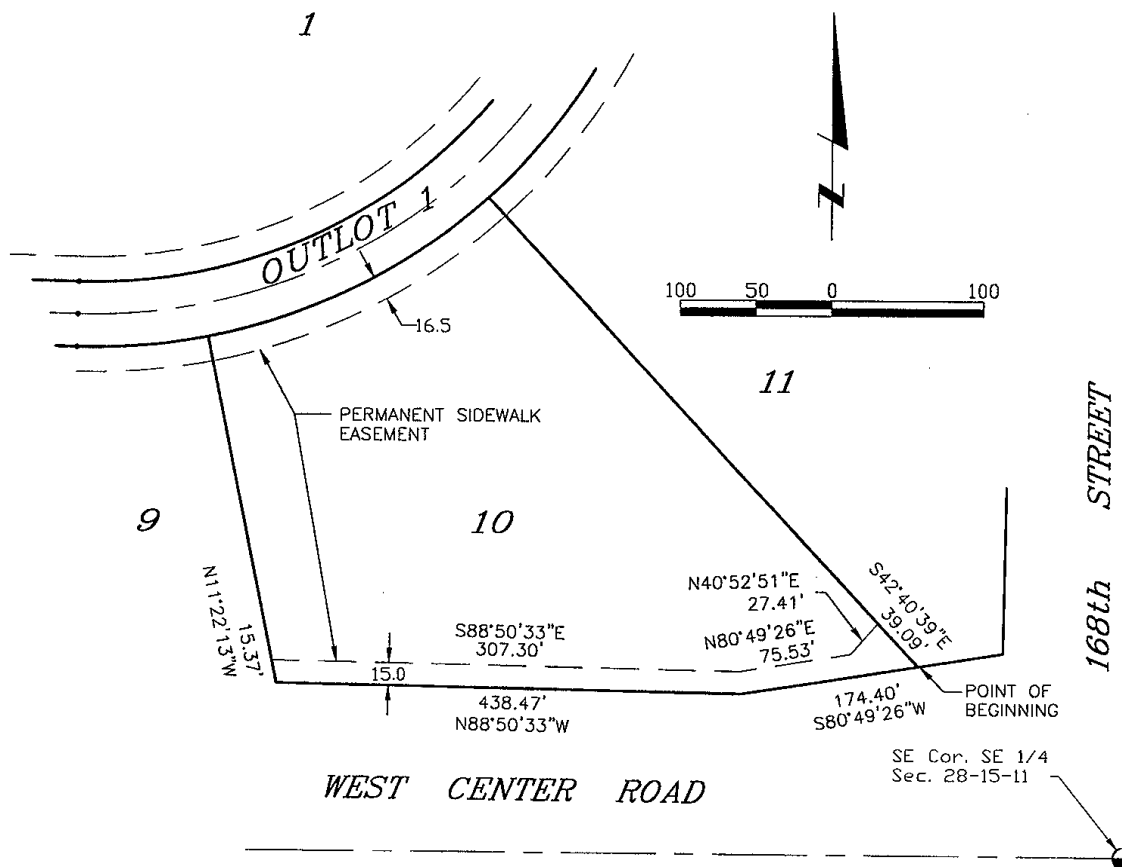 1
OUTLOT 1
N
100 50 0 100
16.5
11
PERMANENT SIDEWALK
EASEMENT
168th STREET
9
10
N11°22'13"W
15.37'
N40°52'51"E
27.41'
S42°40'39"E
39.09'
S88°50'33"E
307.30'
N80°49'26"E
75.53'
15.0
438.47'
N88°50'33"W
174.40'
S80°49'26"W
POINT OF
BEGINNING
SE Cor. SE 1/4
Sec. 28-15-11
WEST CENTER ROAD